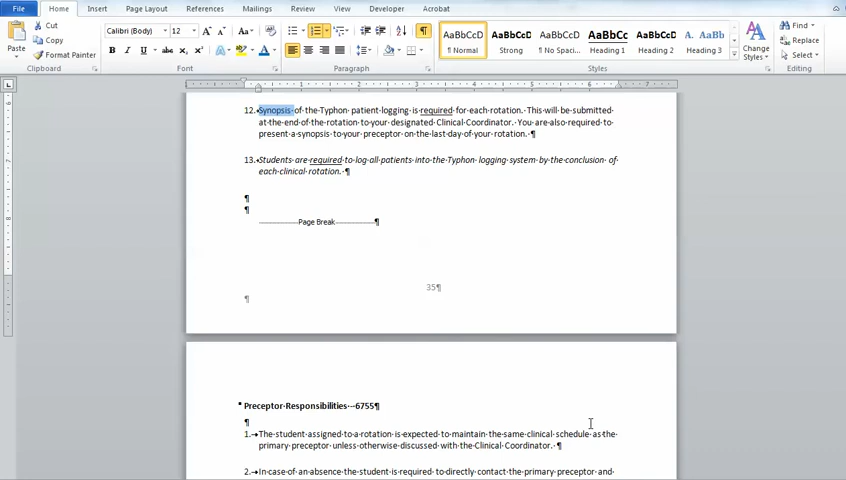 File Home Insert Page Layout References Mailings Review View Developer Acrobat
Paste Cut Copy Format Painter Clipboard
Calibri (Body) 12 Font
Paragraph
AaBbCcD AaBbCcD AaBbCcD AaBbCc AaBbCcD A. AaBb
¶ Normal Strong ¶ No Spaci... Heading 1 Heading 2 Heading 3 Change Styles Styles
Find Replace Select Editing
12. Synopsis of the Typhon patient logging is required for each rotation. This will be submitted
at the end of the rotation to your designated Clinical Coordinator. You are also required to
present a synopsis to your preceptor on the last day of your rotation. ¶
13. Students are required to log all patients into the Typhon logging system by the conclusion of
each clinical rotation. ¶
¶
¶
Page Break ¶
35¶
¶
Preceptor Responsibilities - 6755¶
¶
1. The student assigned to a rotation is expected to maintain the same clinical schedule as the
primary preceptor unless otherwise discussed with the Clinical Coordinator. ¶
2. In case of an absence the student is required to directly contact the primary preceptor and